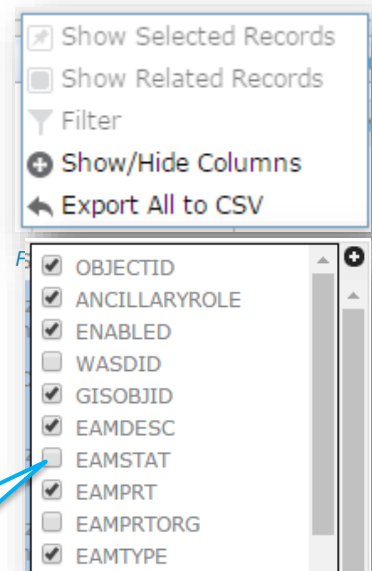 Show Selected Records
Show Related Records
Filter
Show/Hide Columns
Export All to CSV
OBJECTID
ANCILLARYROLE
ENABLED
WASDID
GISOBJID
EAMDESC
EAMSTAT
EAMPRT
EAMPRTORG
EAMTYPE